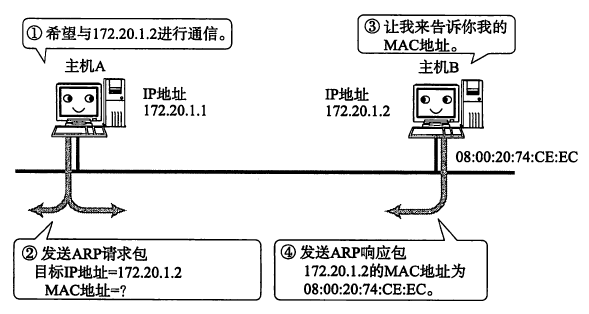 ① 希望与172.20.1.2进行通信。
③ 让我来告诉你我的
MAC地址。
主机A
主机B
IP地址
172.20.1.1
IP地址
172.20.1.2
08:00:20:74:CE:EC
② 发送ARP请求包
目标IP地址=172.20.1.2
MAC地址=?
④ 发送ARP响应包
172.20.1.2的MAC地址为
08:00:20:74:CE:EC。